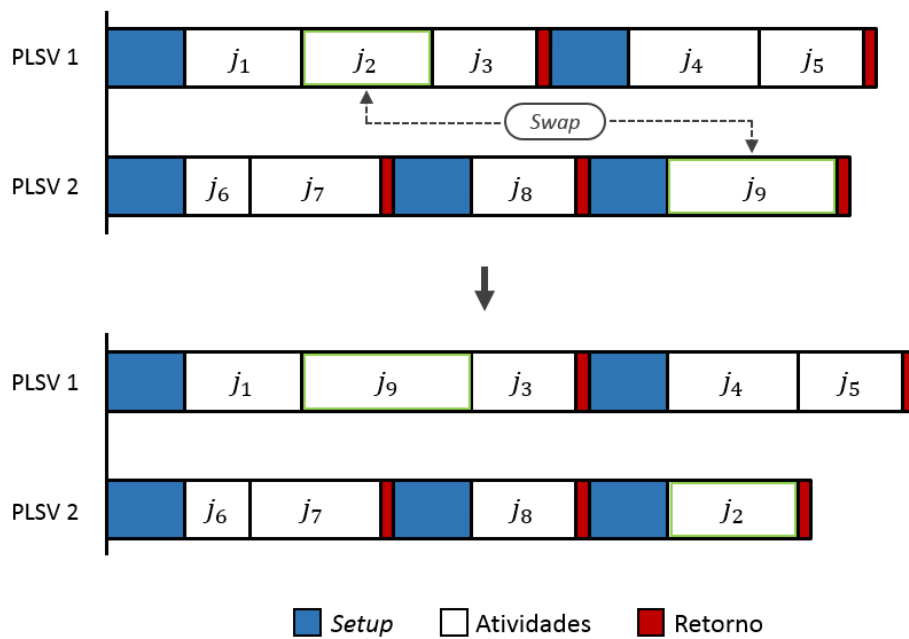 PLSV 1 j1 j2 j3 j4 j5
Swap
PLSV 2 j6 j7 j8 j9
PLSV 1 j1 j9 j3 j4 j5
PLSV 2 j6 j7 j8 j2
Setup Atividades Retorno